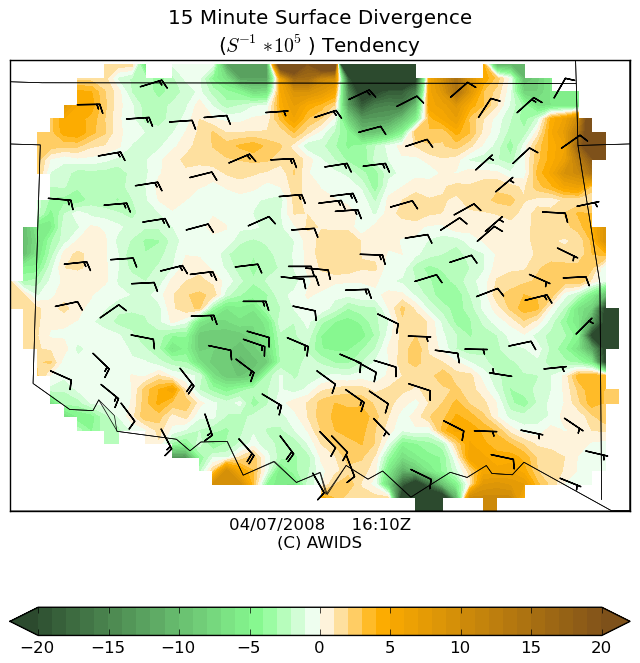 15 Minute Surface Divergence
(S⁻¹ *10⁵ ) Tendency
04/07/2008 16:10Z
(C) AWIDS
−20 −15 −10 −5 0 5 10 15 20